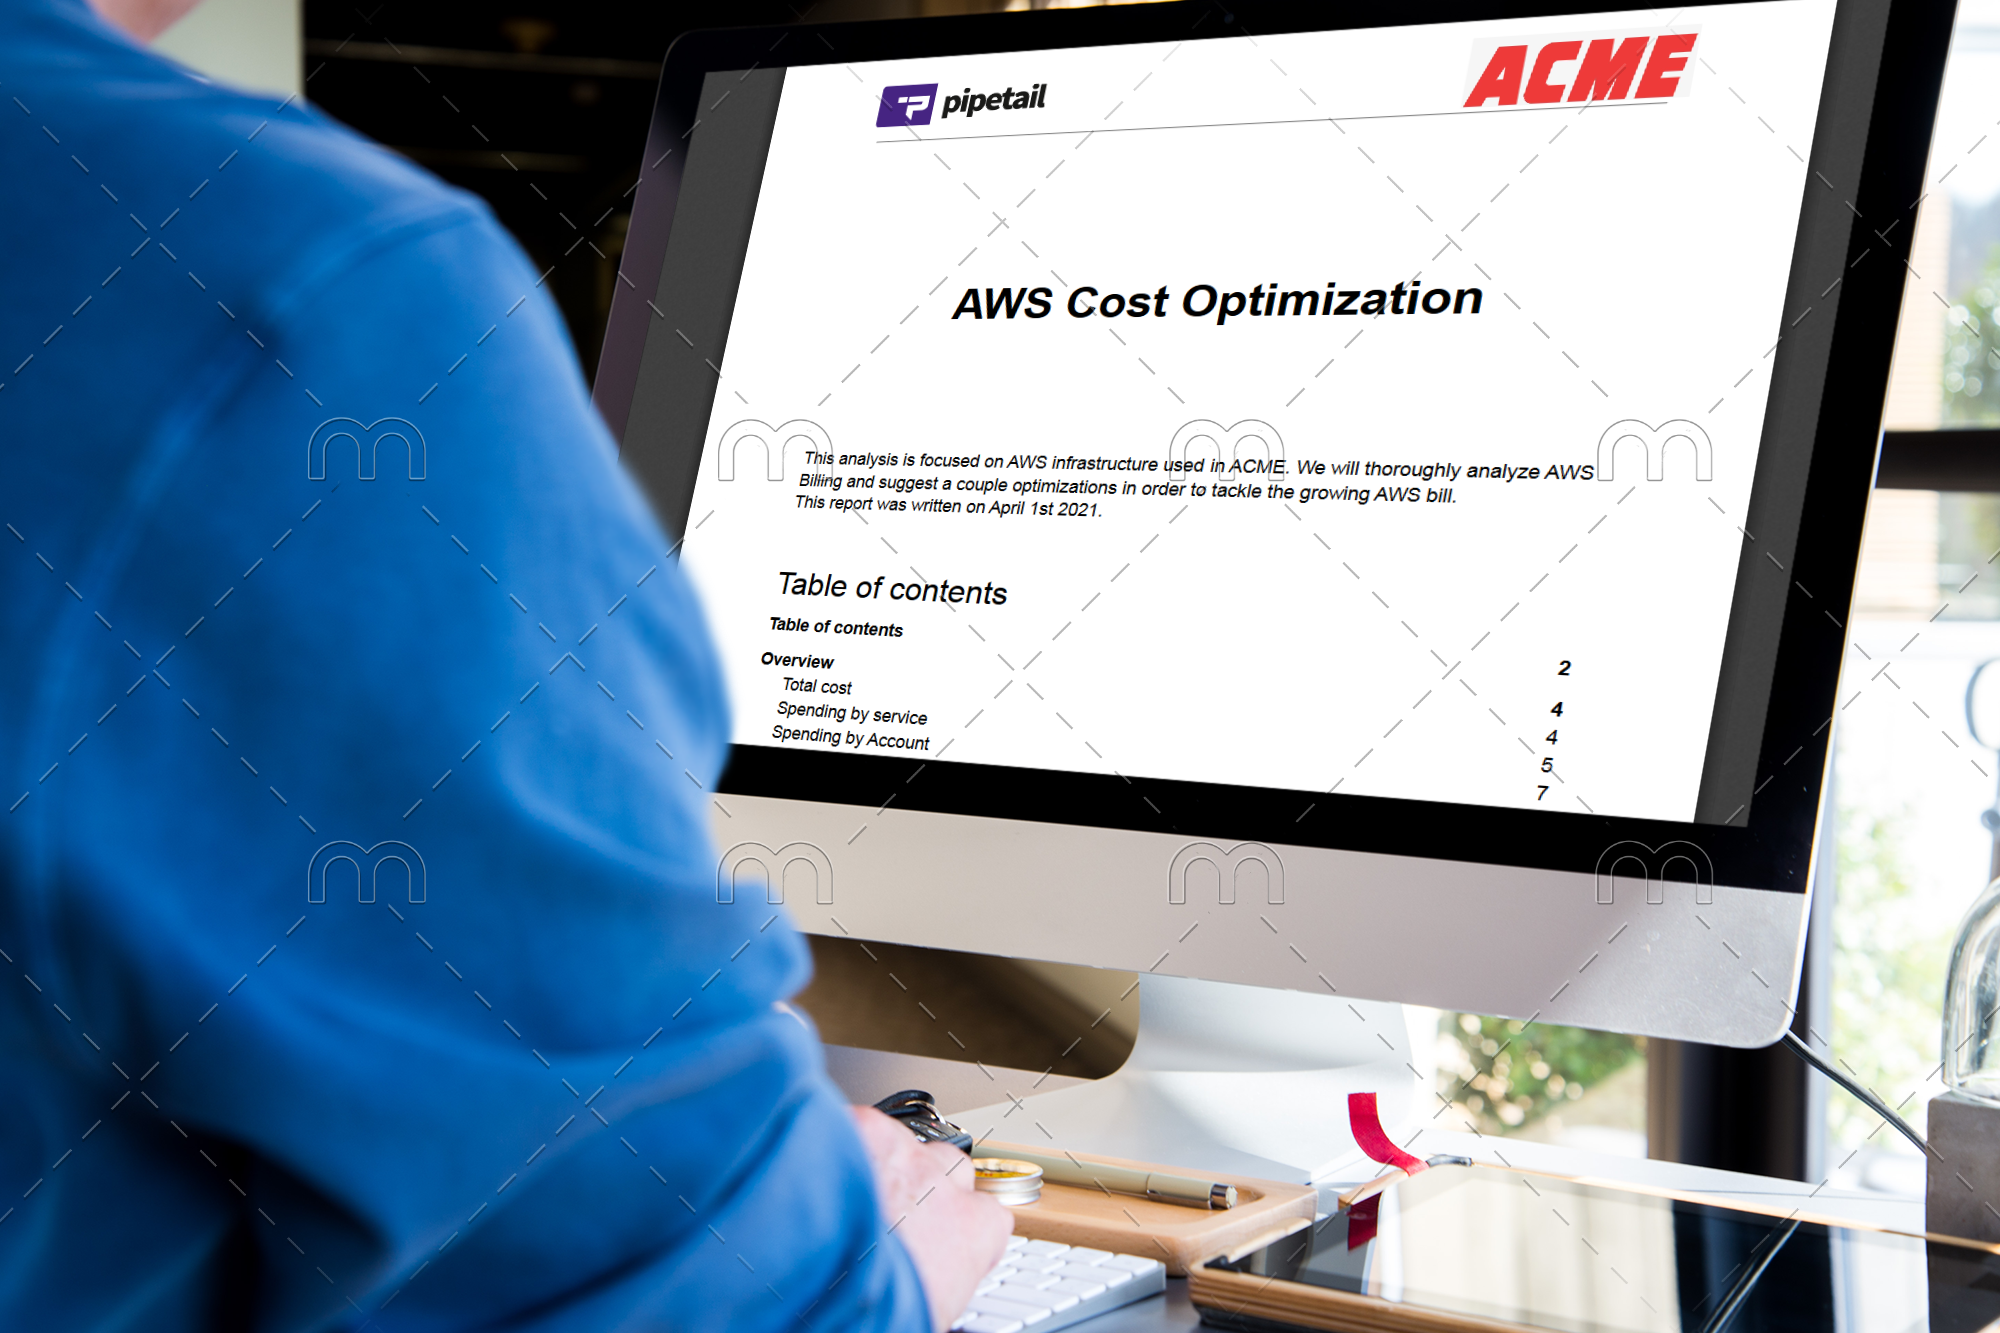 pipetail
ACME
AWS Cost Optimization
This analysis is focused on AWS infrastructure used in ACME. We will thoroughly analyze AWS
Billing and suggest a couple optimizations in order to tackle the growing AWS bill.
This report was written on April 1st 2021.
Table of contents
Table of contents 2
Overview 4
Total cost 4
Spending by service 5
Spending by Account 7